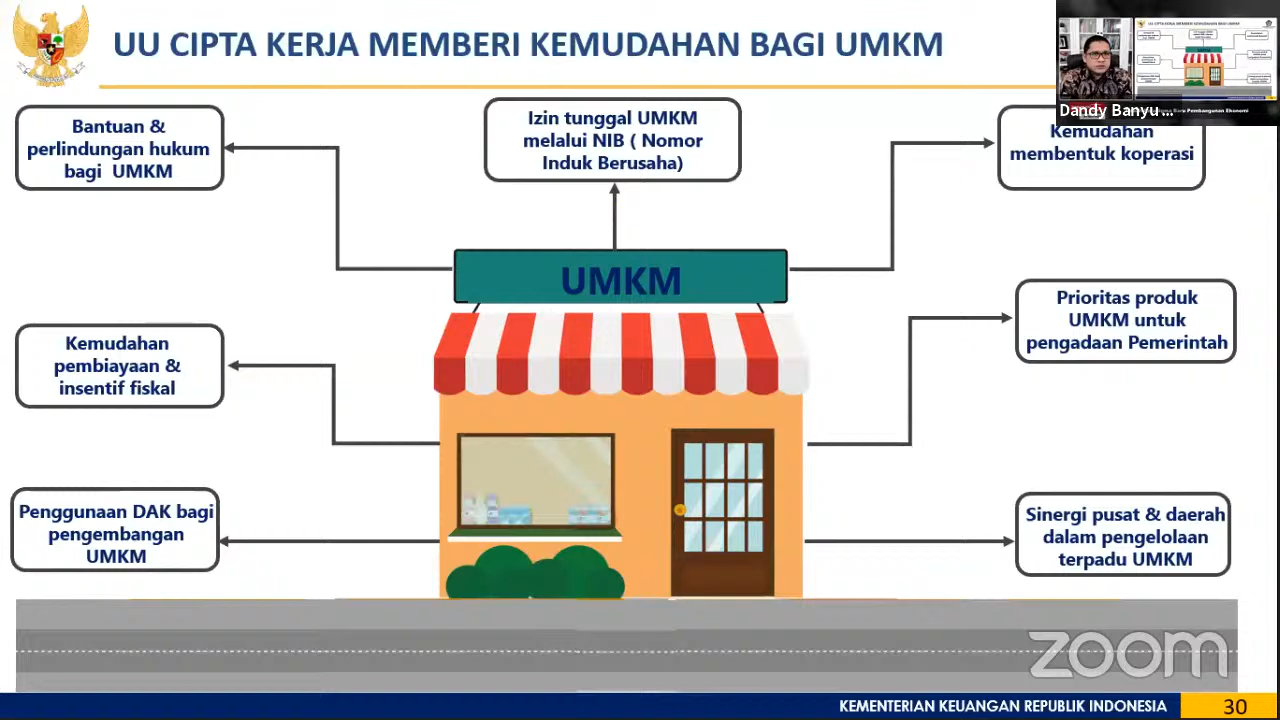 UU CIPTA KERJA MEMBERI KEMUDAHAN BAGI UMKM
Dandy Banyu ...
Bantuan &
perlindungan hukum
bagi UMKM
Izin tunggal UMKM
melalui NIB ( Nomor
Induk Berusaha)
Kemudahan
membentuk koperasi
UMKM
Kemudahan
pembiayaan &
insentif fiskal
Prioritas produk
UMKM untuk
pengadaan Pemerintah
Penggunaan DAK bagi
pengembangan
UMKM
Sinergi pusat & daerah
dalam pengelolaan
terpadu UMKM
zoom
KEMENTERIAN KEUANGAN REPUBLIK INDONESIA
30